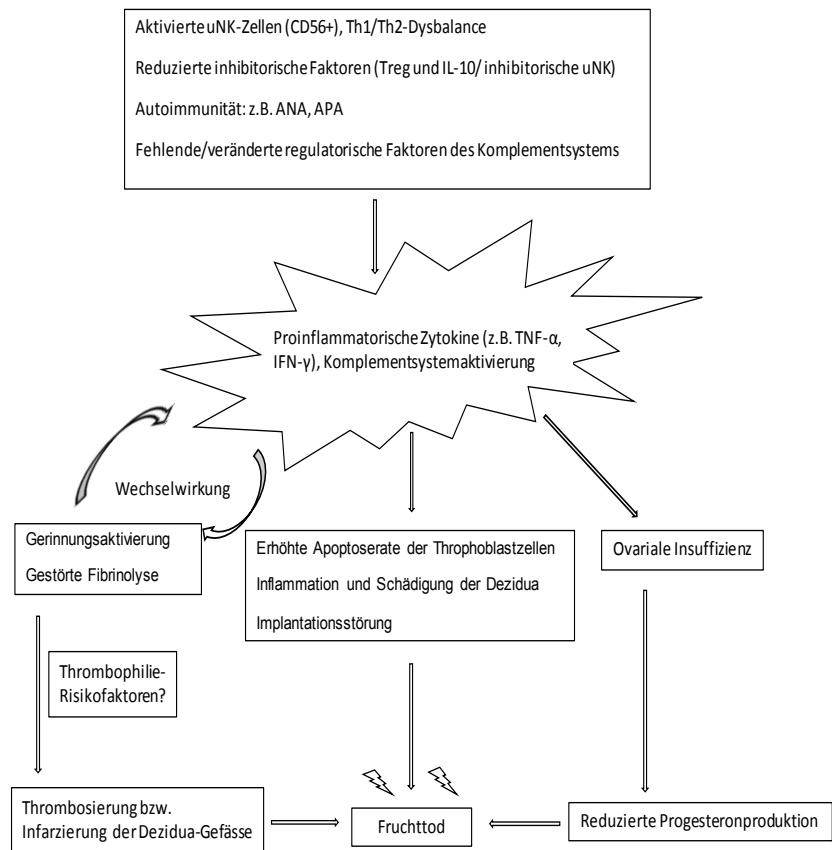 Aktivierte uNK-Zellen (CD56+), Th1/Th2-Dysbalance
Reduzierte inhibitorische Faktoren (Treg und IL-10/ inhibitorische uNK)
Autoimmunität: z.B. ANA, APA
Fehlende/veränderte regulatorische Faktoren des Komplementsystems
Proinflammatorische Zytokine (z.B. TNF-α,
IFN-γ), Komplementsystemaktivierung
Wechselwirkung
Gerinnungsaktivierung
Gestörte Fibrinolyse
Erhöhte Apoptoserate der Throphoblastzellen
Inflammation und Schädigung der Dezidua
Implantationsstörung
Ovariale Insuffizienz
Thrombophilie-
Risikofaktoren?
Thrombosierung bzw.
Infarzierung der Dezidua-Gefässe
Fruchttod
Reduzierte Progesteronproduktion